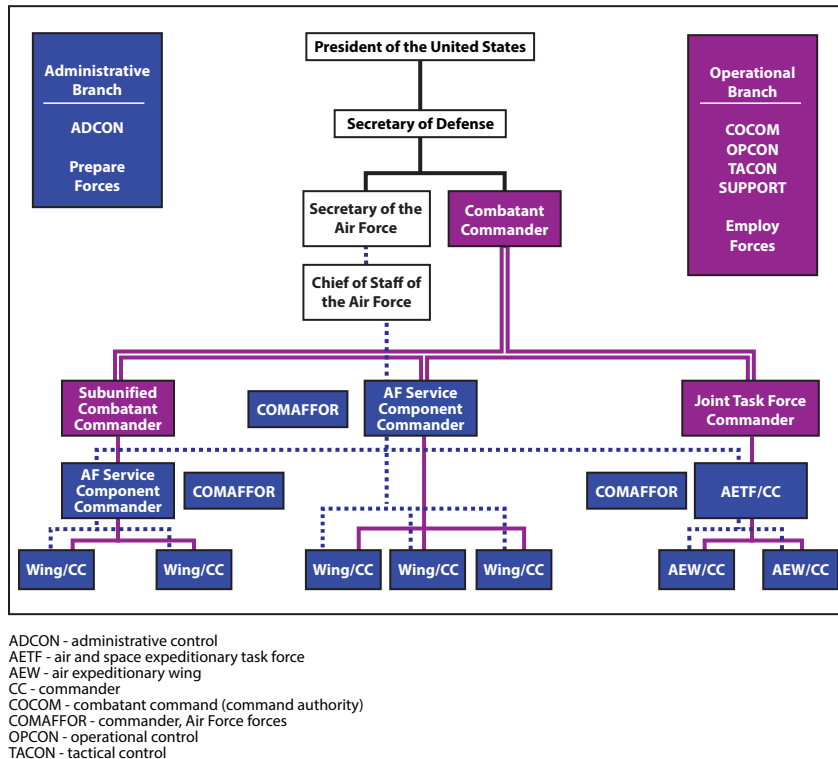 President of the United States
Administrative
Branch
ADCON
Prepare
Forces
Operational
Branch
COCOM
OPCON
TACON
SUPPORT
Employ
Forces
Secretary of Defense
Secretary of the
Air Force
Combatant
Commander
Chief of Staff of
the Air Force
Subunified
Combatant
Commander
COMAFFOR
AF Service
Component
Commander
Joint Task Force
Commander
AF Service
Component
Commander
COMAFFOR
COMAFFOR
AETF/CC
Wing/CC
Wing/CC
Wing/CC
Wing/CC
Wing/CC
AEW/CC
AEW/CC
ADCON - administrative control
AETF - air and space expeditionary task force
AEW - air expeditionary wing
CC - commander
COCOM - combatant command (command authority)
COMAFFOR - commander, Air Force forces
OPCON - operational control
TACON - tactical control